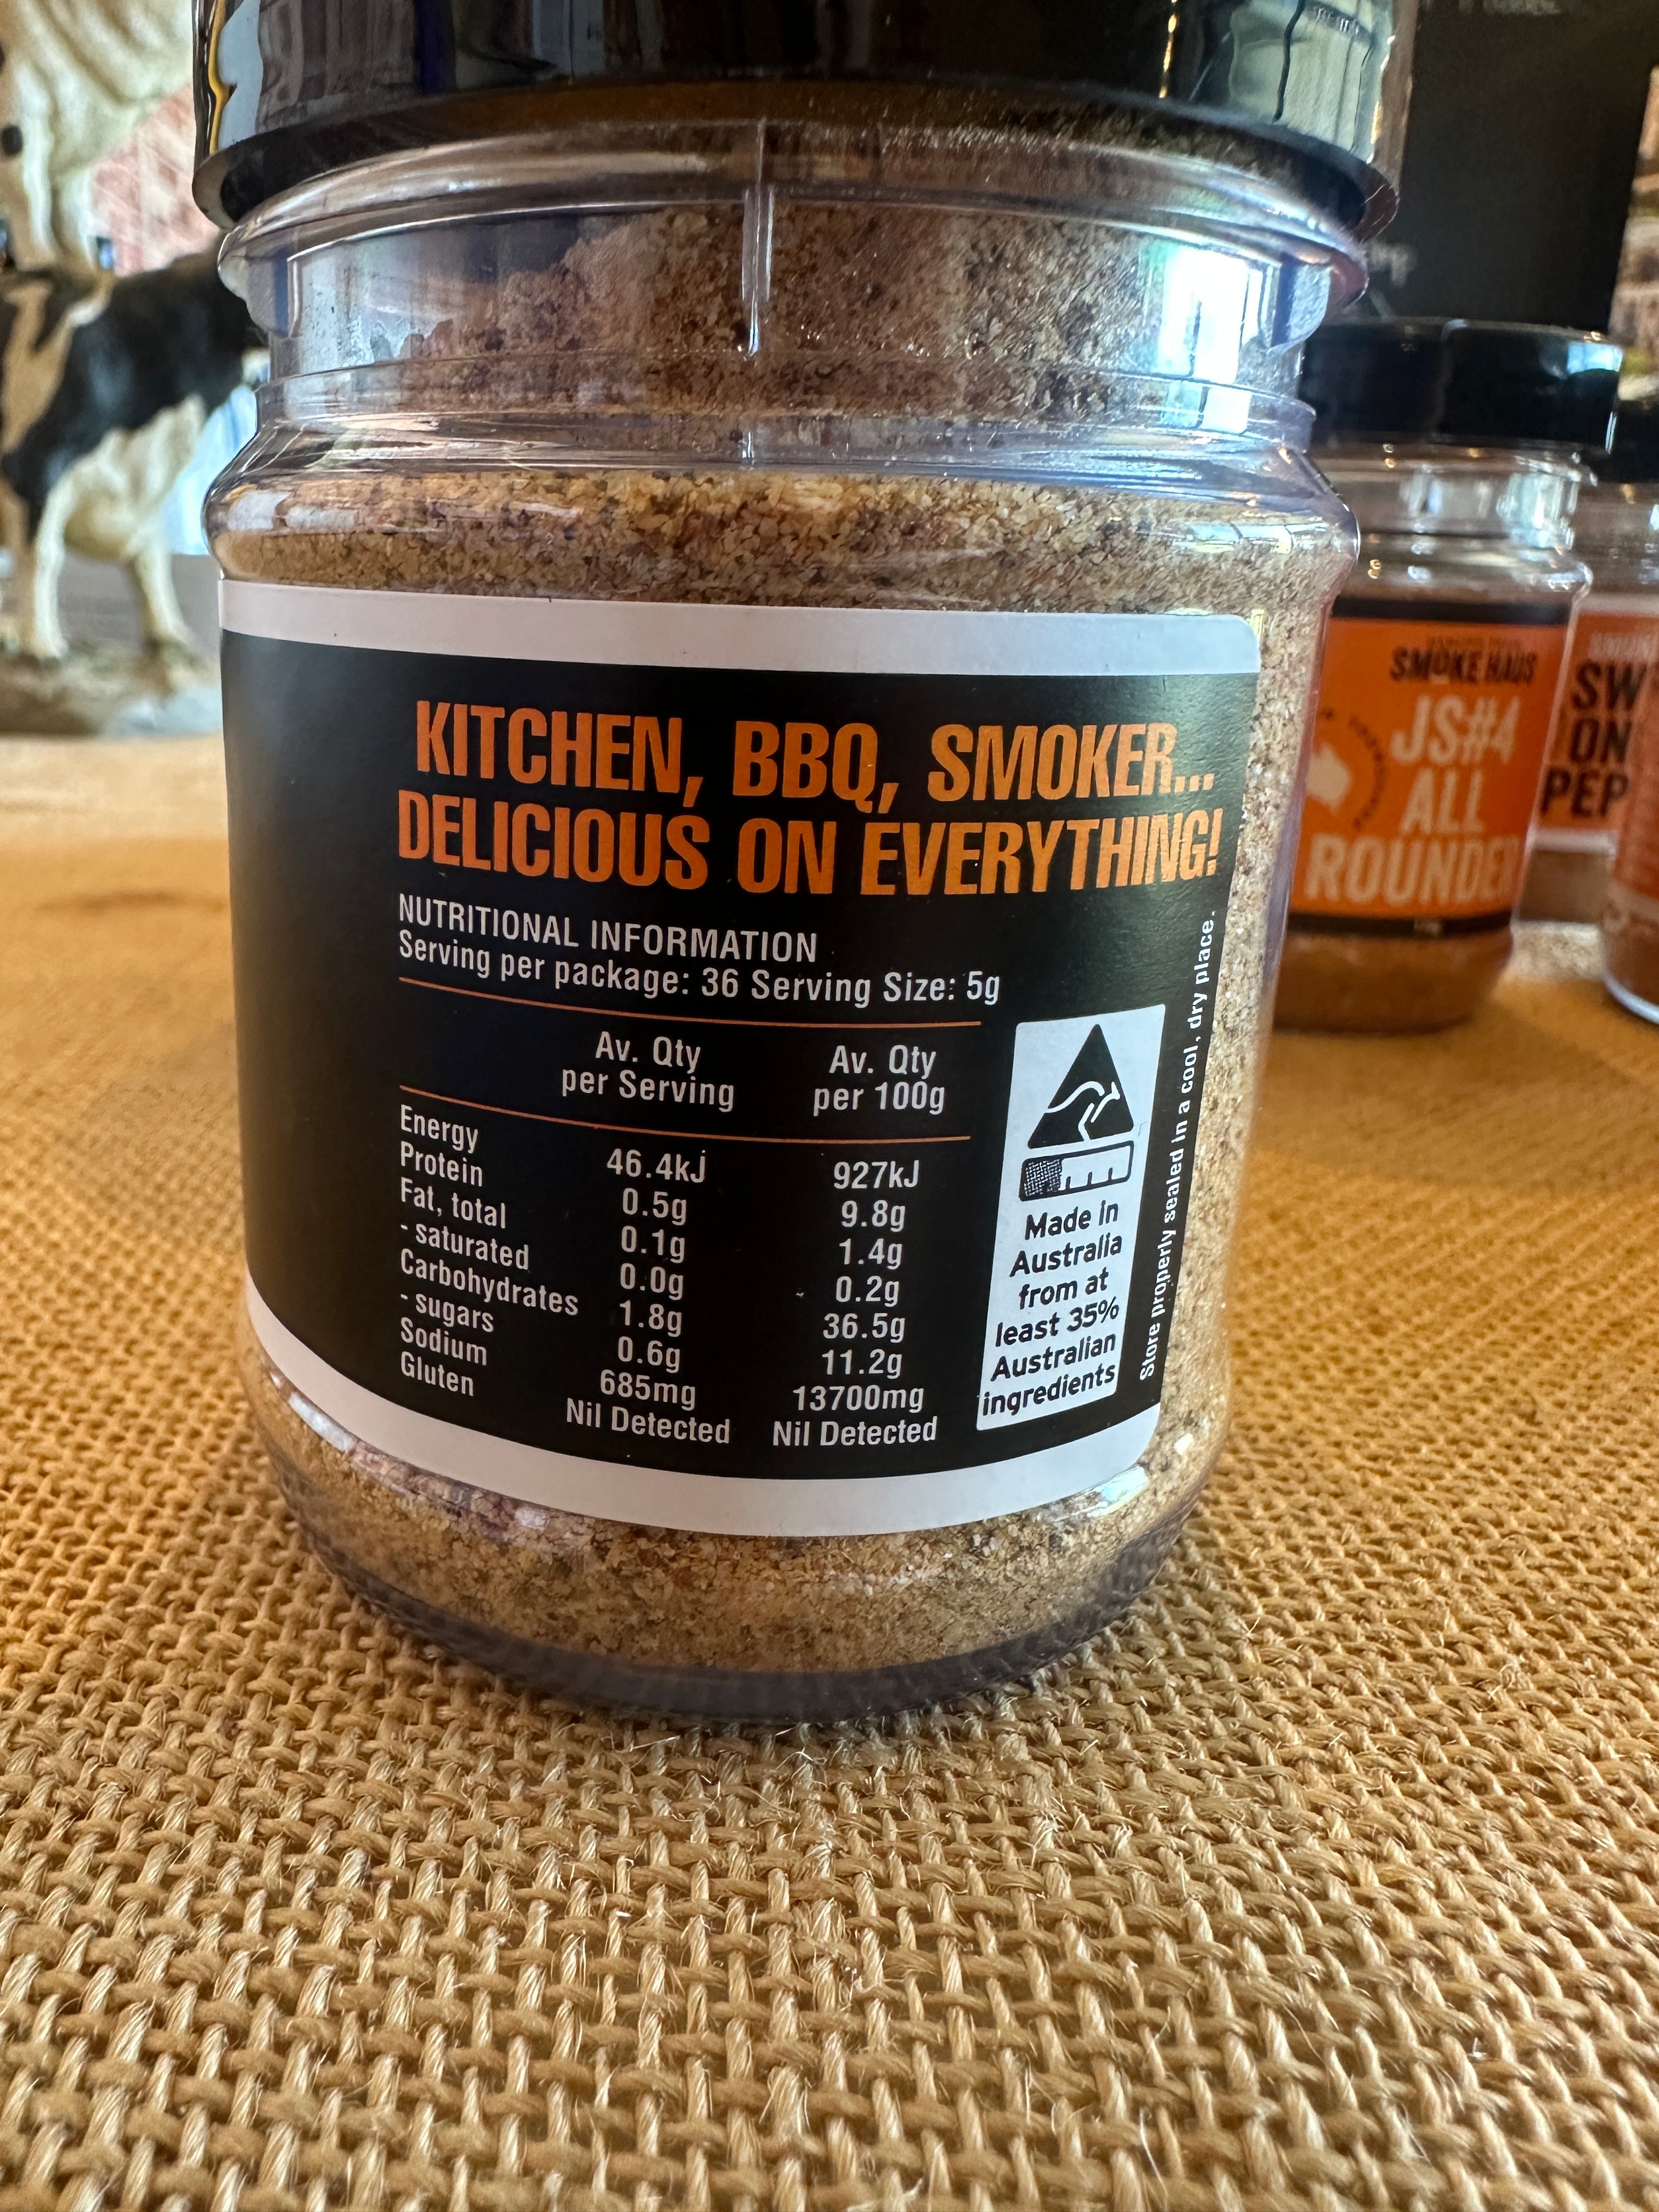 KITCHEN, BBQ, SMOKER...
DELICIOUS ON EVERYTHING!
NUTRITIONAL INFORMATION
Serving per package: 36 Serving Size: 5g
Av. Qty per Serving Av. Qty per 100g
Energy 46.4kJ 927kJ
Protein 0.5g 9.8g
Fat, total 0.1g 1.4g
- saturated 0.0g 0.2g
Carbohydrates 1.8g 36.5g
- sugars 0.6g 11.2g
Sodium 685mg 13700mg
Gluten Nil Detected Nil Detected
Made in
Australia
from at
least 35%
Australian
ingredients
Store properly sealed in a cool, dry place.
SMOKE HAUS
JS#4
ALL
ROUNDER
SW
ON
PEP